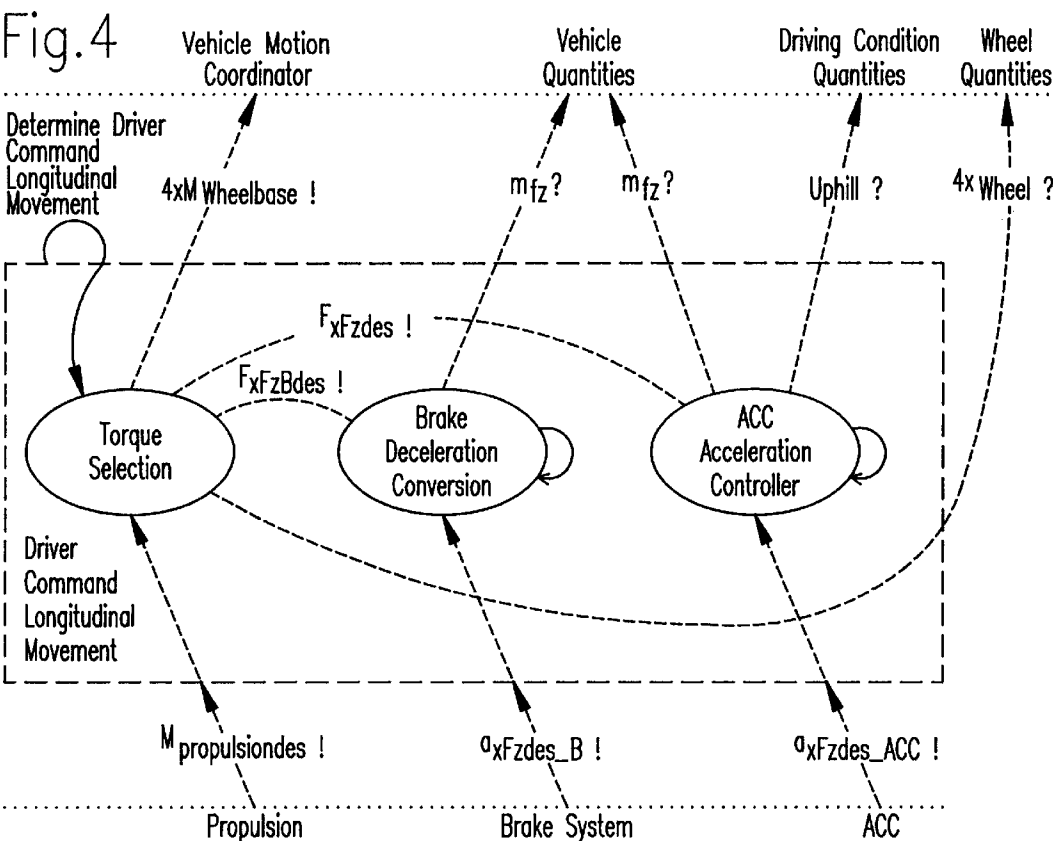 Fig.4
Vehicle Motion
Coordinator
Vehicle
Quantities
Driving Condition
Quantities
Wheel
Quantities
Determine Driver
Command
Longitudinal
Movement
4xM Wheelbase !
mfz ?
mfz ?
Uphill ?
4x Wheel ?
FxFzdes !
FxFzBdes !
Torque
Selection
Brake
Deceleration
Conversion
ACC
Acceleration
Controller
Driver
Command
Longitudinal
Movement
M propulsiondes !
axFzdes_B !
axFzdes_ACC !
Propulsion
Brake System
ACC